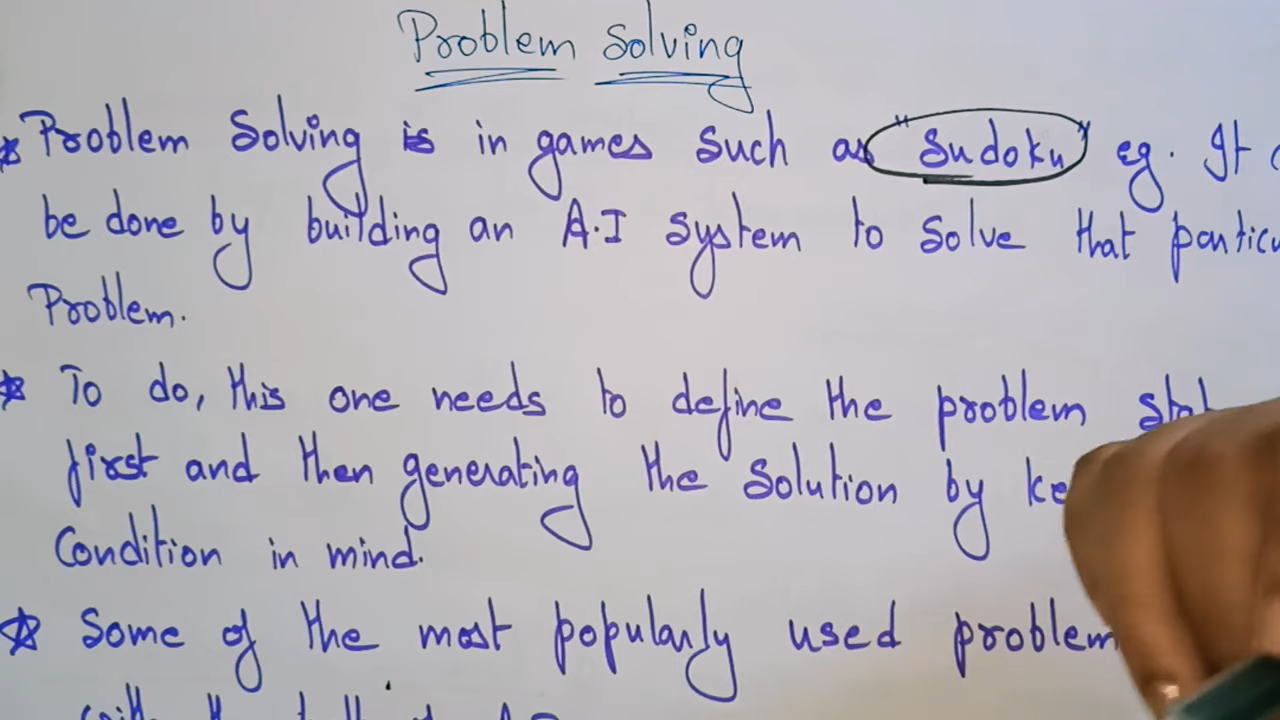 Problem Solving
Problem Solving is in games such as "Sudoku" eg. It
be done by building an A.I system to solve that
Problem.
To do, this one needs to define the problem
first and then generating the solution by
Condition in mind.
Some of the most popularly used problem